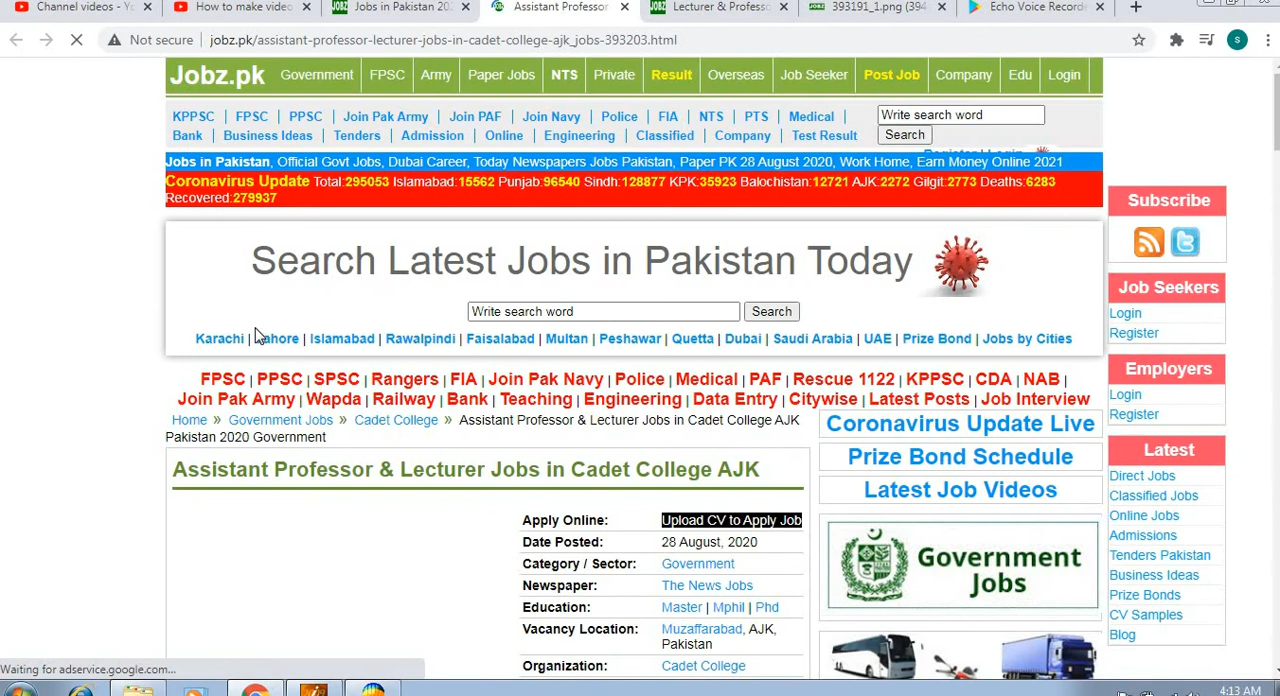 Channel videos - Y
How to make video
Jobs in Pakistan 202
Assistant Professor
Lecturer & Profess
393191_1.png (394
Echo Voice Record
Not secure | jobz.pk/assistant-professor-lecturer-jobs-in-cadet-college-ajk_jobs-393203.html
S
Jobz.pk Government FPSC Army Paper Jobs NTS Private Result Overseas Job Seeker Post Job Company Edu Login
KPPSC | FPSC | PPSC | Join Pak Army | Join PAF | Join Navy | Police | FIA | NTS | PTS | Medical |
Bank | Business Ideas | Tenders | Admission | Online | Engineering | Classified | Company | Test Result
Write search word
Search
Register | Login
Jobs in Pakistan, Official Govt Jobs, Dubai Career, Today Newspapers Jobs Pakistan, Paper PK 28 August 2020, Work Home, Earn Money Online 2021
Coronavirus Update Total:295053 Islamabad:15562 Punjab:96540 Sindh:128877 KPK:35923 Balochistan:12721 AJK:2272 Gilgit:2773 Deaths:6283
Recovered:279937
Search Latest Jobs in Pakistan Today
Write search word Search
Karachi | Lahore | Islamabad | Rawalpindi | Faisalabad | Multan | Peshawar | Quetta | Dubai | Saudi Arabia | UAE | Prize Bond | Jobs by Cities
FPSC | PPSC | SPSC | Rangers | FIA | Join Pak Navy | Police | Medical | PAF | Rescue 1122 | KPPSC | CDA | NAB |
Join Pak Army | Wapda | Railway | Bank | Teaching | Engineering | Data Entry | Citywise | Latest Posts | Job Interview
Home » Government Jobs » Cadet College » Assistant Professor & Lecturer Jobs in Cadet College AJK
Pakistan 2020 Government
Assistant Professor & Lecturer Jobs in Cadet College AJK
Apply Online: Upload CV to Apply Job
Date Posted: 28 August, 2020
Category / Sector: Government
Newspaper: The News Jobs
Education: Master | Mphil | Phd
Vacancy Location: Muzaffarabad, AJK,
Pakistan
Organization: Cadet College
Coronavirus Update Live
Prize Bond Schedule
Latest Job Videos
Government
Jobs
Subscribe
Job Seekers
Login
Register
Employers
Login
Register
Latest
Direct Jobs
Classified Jobs
Online Jobs
Admissions
Tenders Pakistan
Business Ideas
Prize Bonds
CV Samples
Blog
Waiting for adservice.google.com...
4:13 AM